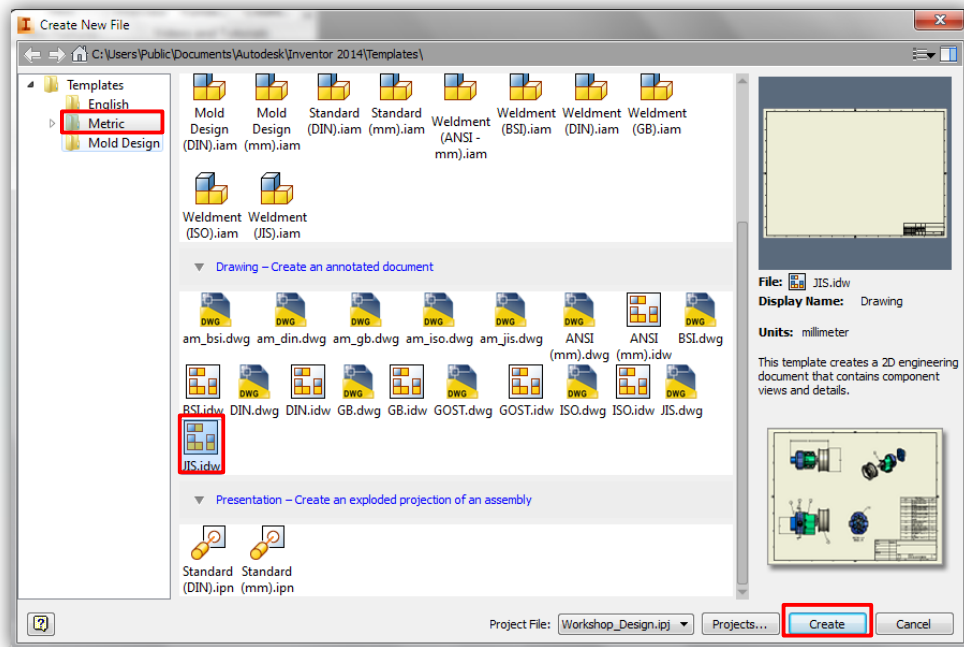 Create New File
C:\Users\Public\Documents\Autodesk\Inventor 2014\Templates\
Templates
English
Metric
Mold Design
Mold Design (DIN).iam
Mold Design (mm).iam
Standard (DIN).iam
Standard (mm).iam
Weldment (ANSI - mm).iam
Weldment (BSI).iam
Weldment (DIN).iam
Weldment (GB).iam
Weldment (ISO).iam
Weldment (JIS).iam
Drawing – Create an annotated document
am_bsi.dwg
am_din.dwg
am_gb.dwg
am_iso.dwg
am_jis.dwg
ANSI (mm).dwg
ANSI (mm).idw
BSI.dwg
BSI.idw
DIN.dwg
DIN.idw
GB.dwg
GB.idw
GOST.dwg
GOST.idw
ISO.dwg
ISO.idw
JIS.dwg
JIS.idw
Presentation – Create an exploded projection of an assembly
Standard (DIN).ipn
Standard (mm).ipn
File: JIS.idw
Display Name: Drawing
Units: millimeter
This template creates a 2D engineering
document that contains component
views and details.
Project File: Workshop_Design.ipj
Projects...
Create
Cancel